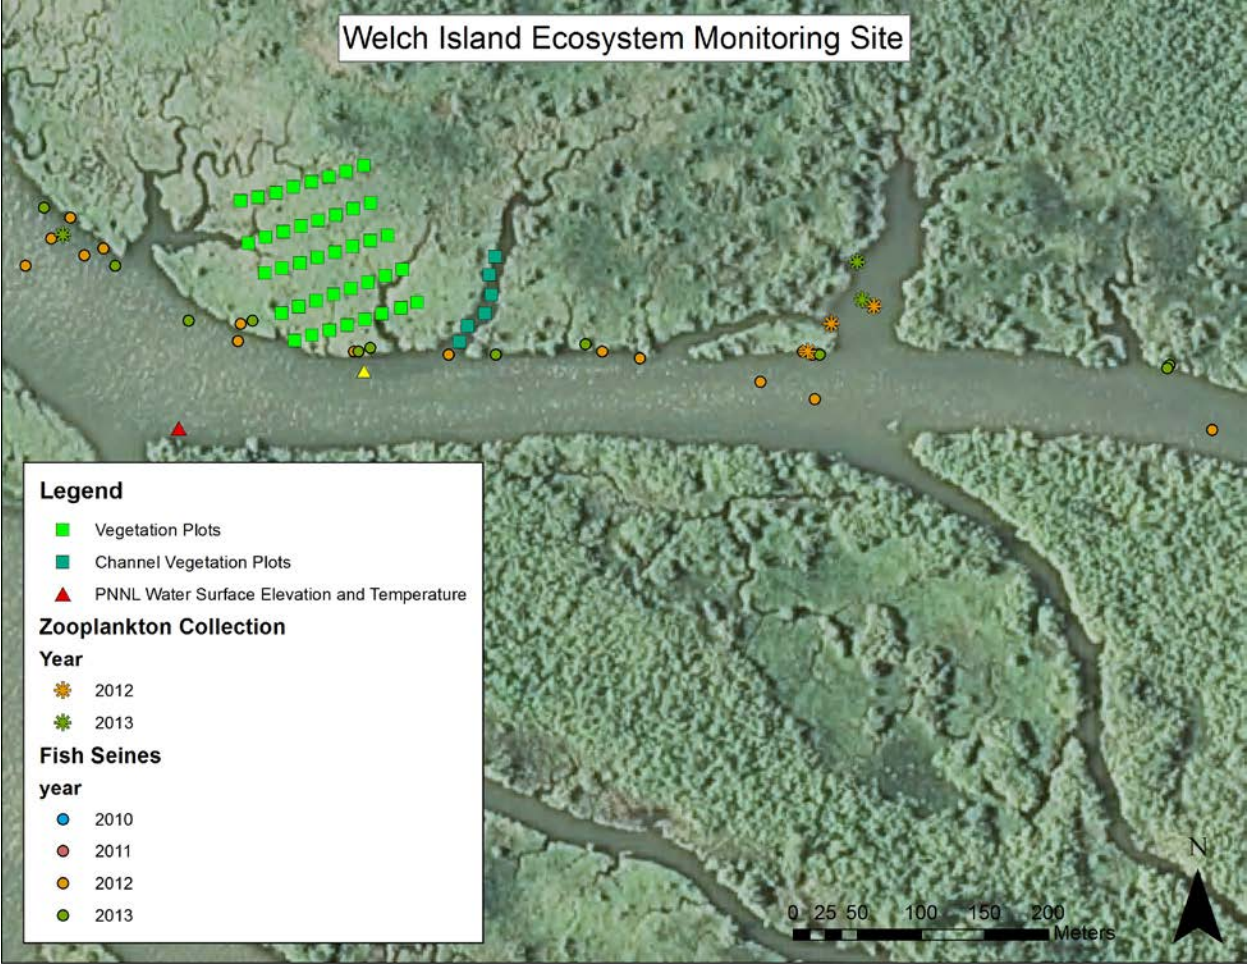 Welch Island Ecosystem Monitoring Site
Legend
Vegetation Plots
Channel Vegetation Plots
PNNL Water Surface Elevation and Temperature
Zooplankton Collection
Year
2012
2013
Fish Seines
year
2010
2011
2012
2013
N
0 25 50 100 150 200
Meters